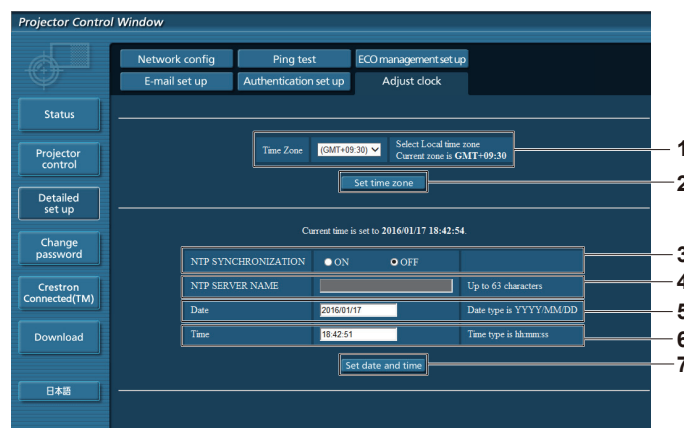 Projector Control Window
Network config
Ping test
ECO management set up
E-mail set up
Authentication set up
Adjust clock
Status
Projector
control
Detailed
set up
Change
password
Crestron
Connected(TM)
Download
日本語
Time Zone
(GMT+09:30)
Select Local time zone
Current zone is GMT+09:30
1
Set time zone
2
Current time is set to 2016/01/17 18:42:54.
NTP SYNCHRONIZATION
ON
OFF
3
NTP SERVER NAME
Up to 63 characters
4
Date
2016/01/17
Date type is YYYY/MM/DD
5
Time
18:42:51
Time type is hh:mm:ss
6
Set date and time
7